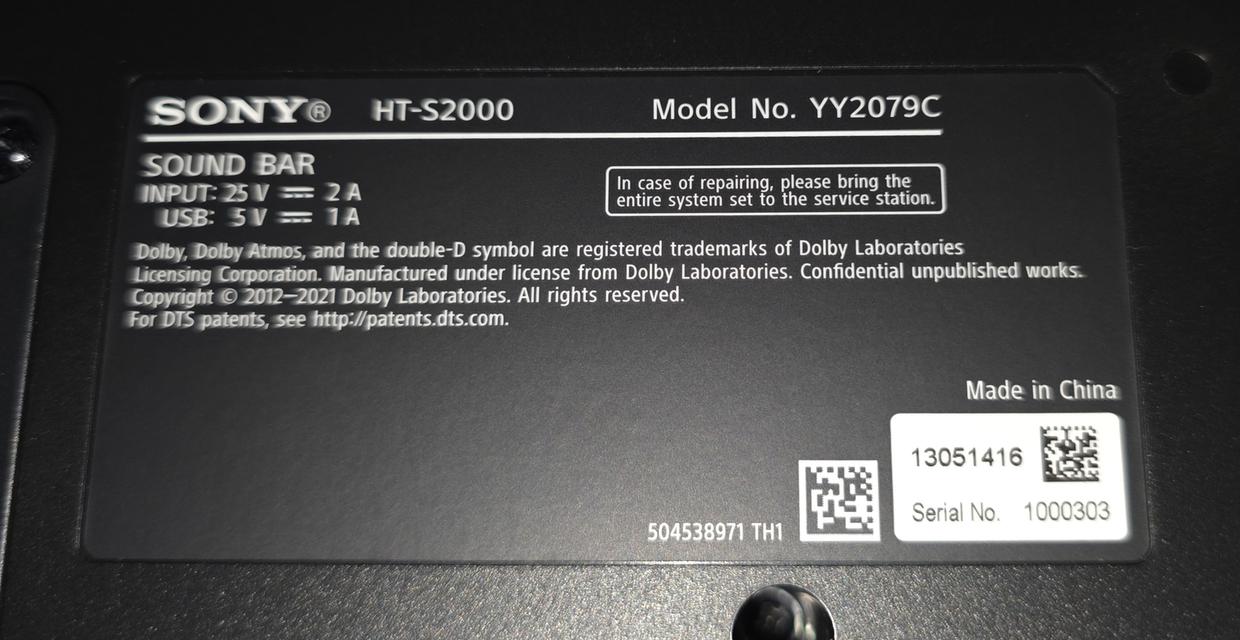 SONY® HT-S2000 Model No. YY2079C
SOUND BAR
INPUT: 25 V ⎓ 2 A
USB: 5 V ⎓ 1 A
In case of repairing, please bring the
entire system set to the service station.
Dolby, Dolby Atmos, and the double-D symbol are registered trademarks of Dolby Laboratories
Licensing Corporation. Manufactured under license from Dolby Laboratories. Confidential unpublished works.
Copyright © 2012–2021 Dolby Laboratories. All rights reserved.
For DTS patents, see http://patents.dts.com.
Made in China
13051416
Serial No. 1000303
504538971 TH1